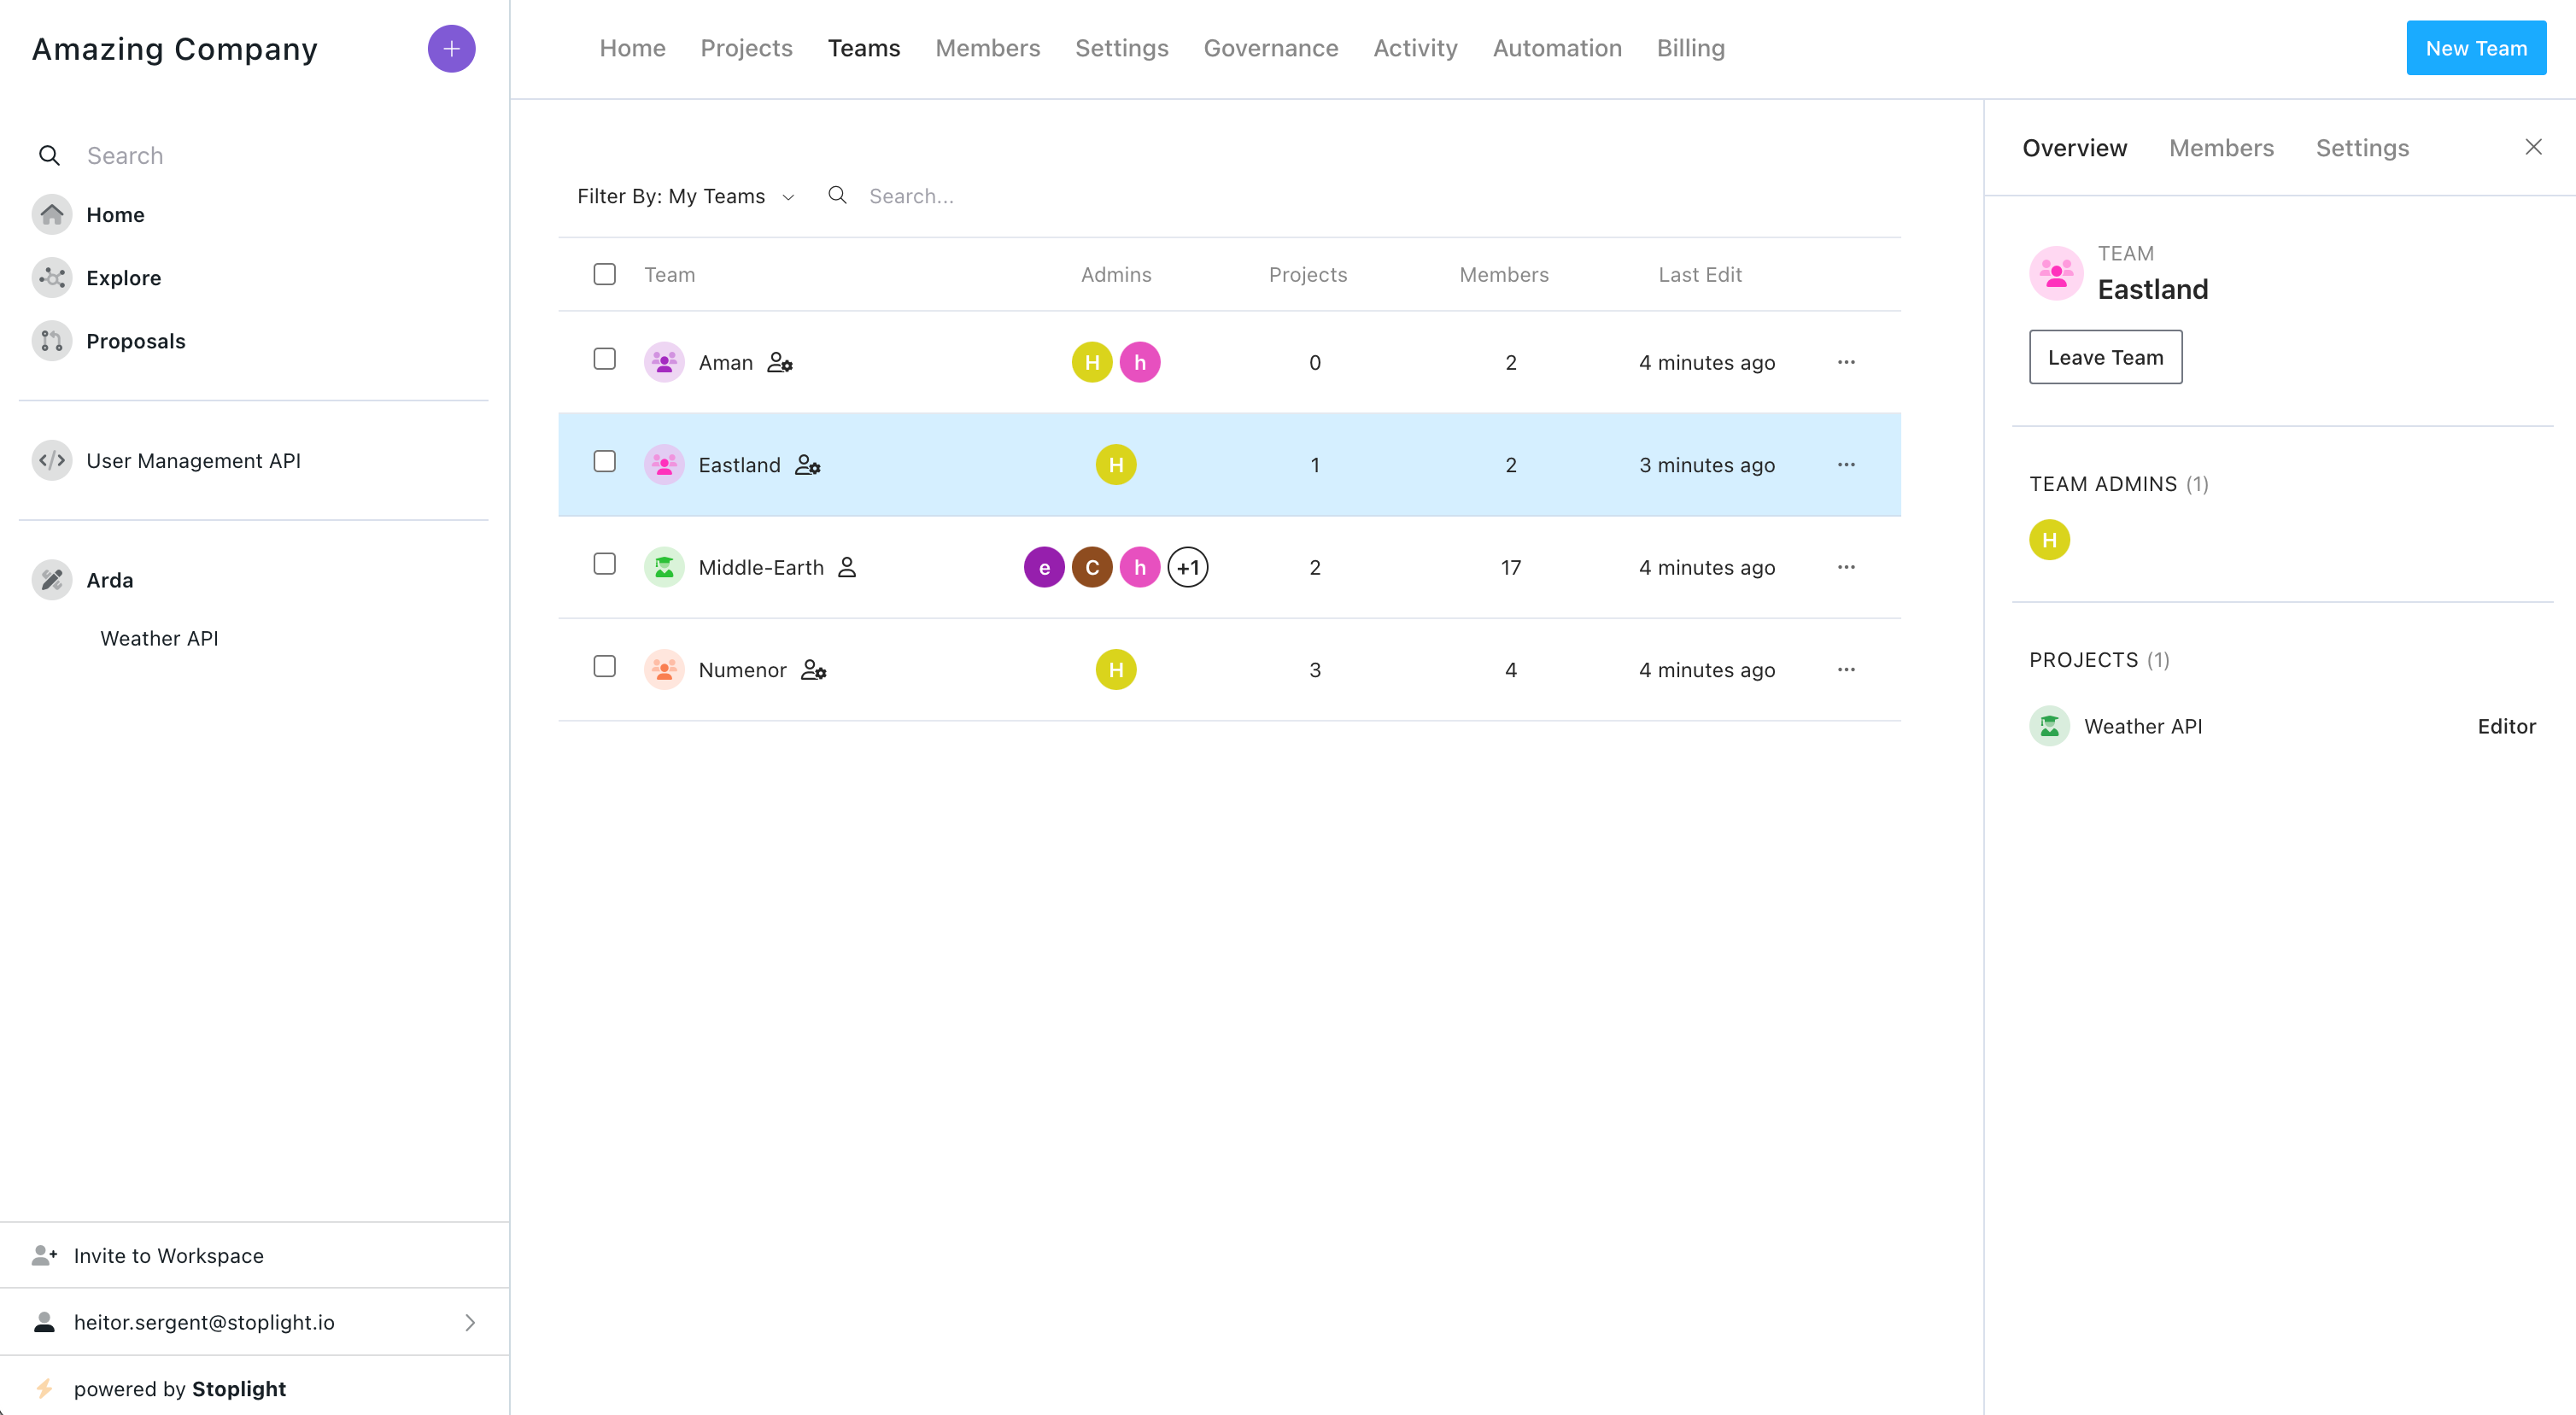 Amazing Company
Search
Home
Explore
Proposals
User Management API
Arda
Weather API
Invite to Workspace
heitor.sergent@stoplight.io
powered by Stoplight
Home Projects Teams Members Settings Governance Activity Automation Billing
New Team
Filter By: My Teams Search...
Team Admins Projects Members Last Edit
Aman H h 0 2 4 minutes ago
Eastland H 1 2 3 minutes ago
Middle-Earth e C h +1 2 17 4 minutes ago
Numenor H 3 4 4 minutes ago
Overview Members Settings
TEAM
Eastland
Leave Team
TEAM ADMINS (1)
H
PROJECTS (1)
Weather API Editor